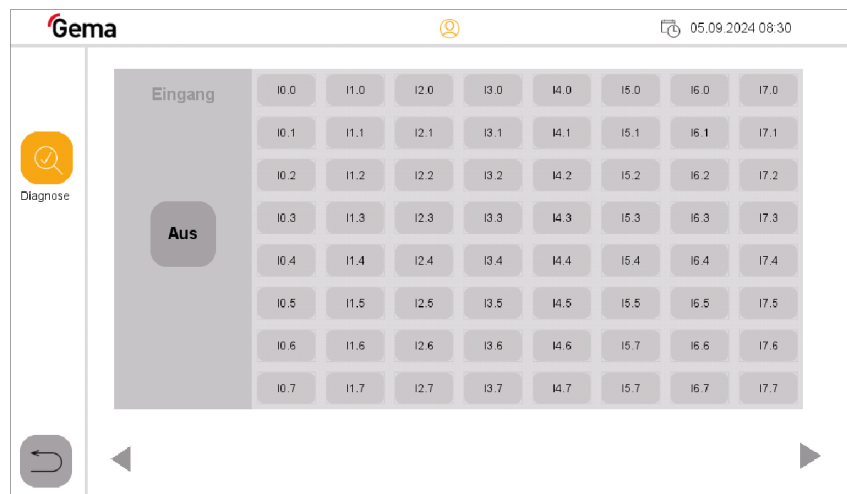 Gema
05.09.2024 08:30
Eingang I0.0 I1.0 I2.0 I3.0 I4.0 I5.0 I6.0 I7.0
I0.1 I1.1 I2.1 I3.1 I4.1 I5.1 I6.1 I7.1
I0.2 I1.2 I2.2 I3.2 I4.2 I5.2 I6.2 I7.2
Diagnose
I0.3 I1.3 I2.3 I3.3 I4.3 I5.3 I6.3 I7.3
Aus
I0.4 I1.4 I2.4 I3.4 I4.4 I5.4 I6.4 I7.4
I0.5 I1.5 I2.5 I3.5 I4.5 I5.5 I6.5 I7.5
I0.6 I1.6 I2.6 I3.6 I4.6 I5.7 I6.6 I7.6
I0.7 I1.7 I2.7 I3.7 I4.7 I5.7 I6.7 I7.7